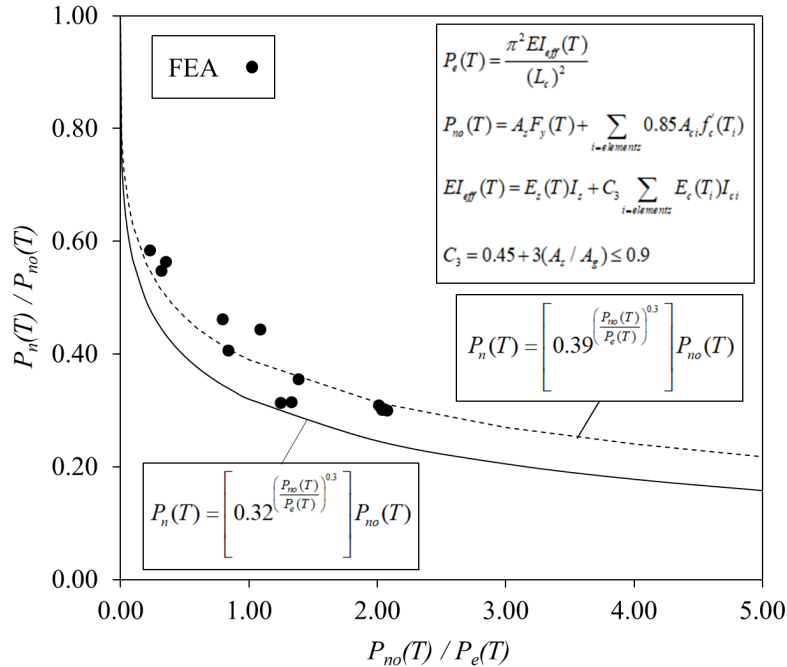 1.00
0.80
0.60
0.40
0.20
0.00
P_n(T) / P_no(T)
FEA
P_e(T) = π² EI_eff(T) / (L_c)²
P_no(T) = A_s F_y(T) + ∑_{i=elements} 0.85 A_ci f'_c(T_i)
EI_eff(T) = E_s(T) I_s + C_3 ∑_{i=elements} E_c(T_i) I_ci
C_3 = 0.45 + 3(A_s / A_g) ≤ 0.9
P_n(T) = [0.39^{(P_no(T)/P_e(T))^{0.3}}] P_no(T)
P_n(T) = [0.32^{(P_no(T)/P_e(T))^{0.3}}] P_no(T)
0.00 1.00 2.00 3.00 4.00 5.00
P_no(T) / P_e(T)